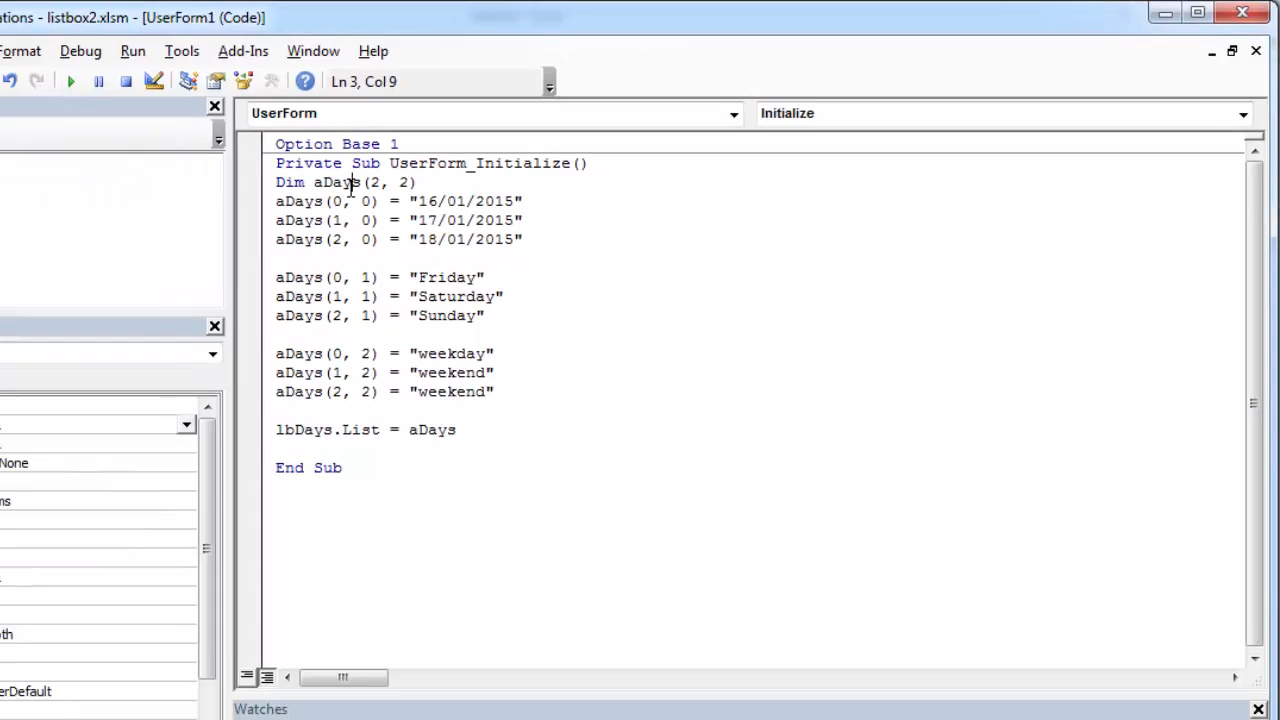 ations - listbox2.xlsm - [UserForm1 (Code)]
ormat Debug Run Tools Add-Ins Window Help
Ln 3, Col 9
UserForm Initialize
Option Base 1
Private Sub UserForm_Initialize()
Dim aDays(2, 2)
aDays(0, 0) = "16/01/2015"
aDays(1, 0) = "17/01/2015"
aDays(2, 0) = "18/01/2015"
aDays(0, 1) = "Friday"
aDays(1, 1) = "Saturday"
aDays(2, 1) = "Sunday"
aDays(0, 2) = "weekday"
aDays(1, 2) = "weekend"
aDays(2, 2) = "weekend"
lbDays.List = aDays
End Sub
None
ms
oth
erDefault
Watches